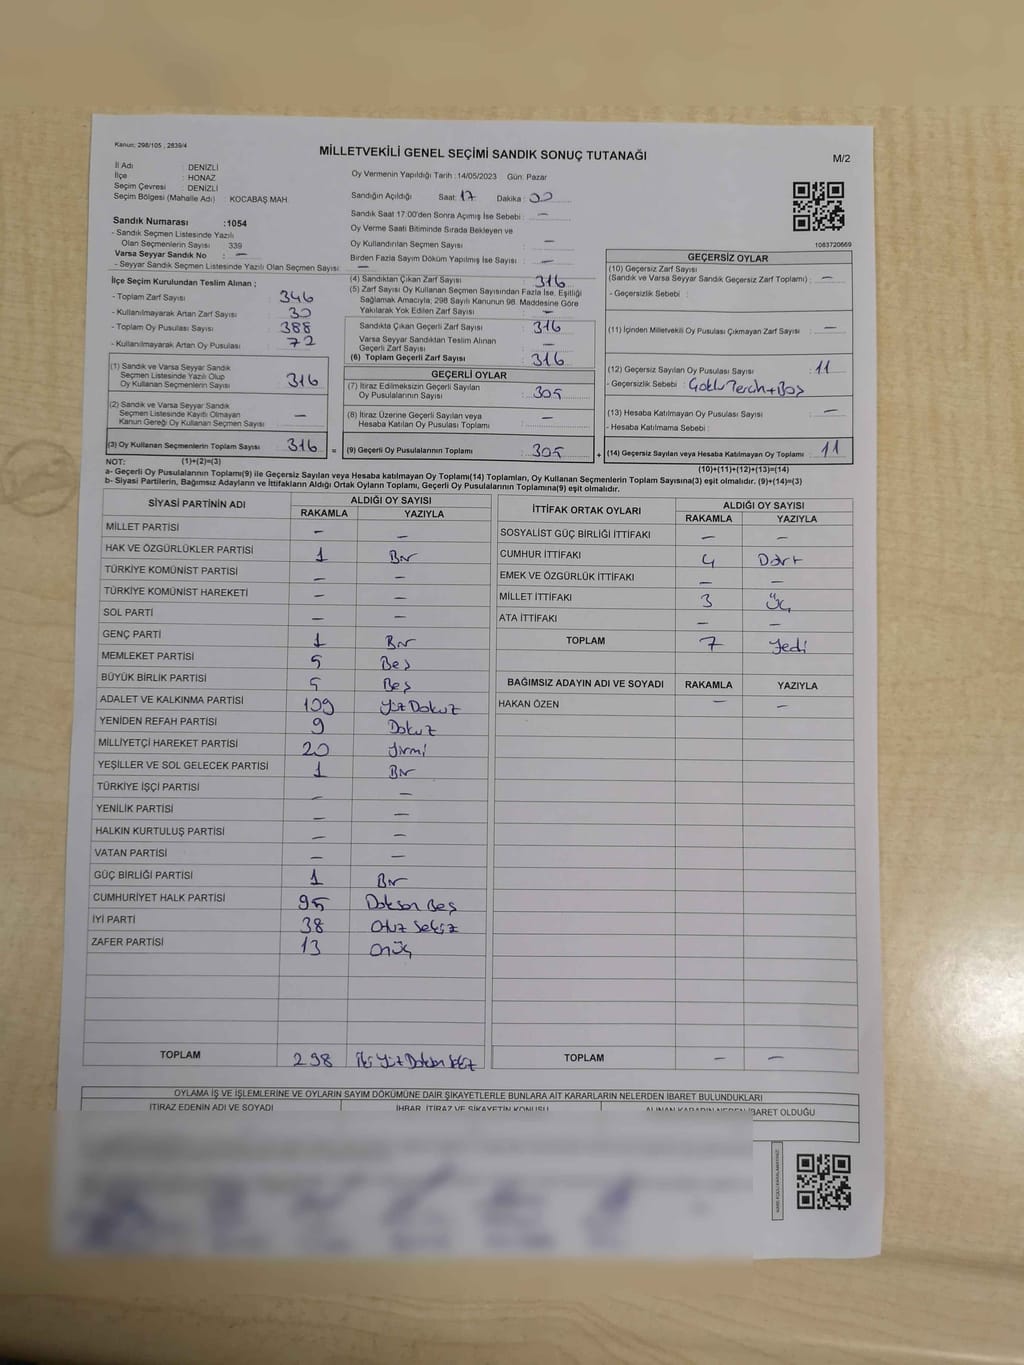 Kanun: 298/105 , 2839/4
MİLLETVEKİLİ GENEL SEÇİMİ SANDIK SONUÇ TUTANAĞI
M/2
İl Adı : DENİZLİ
İlçe : HONAZ
Seçim Çevresi : DENİZLİ
Seçim Bölgesi (Mahalle Adı) : KOCABAŞ MAH.
Sandık Numarası :1054
- Sandık Seçmen Listesinde Yazılı
Olan Seçmenlerin Sayısı 339
Varsa Seyyar Sandık No : —
- Seyyar Sandık Seçmen Listesinde Yazılı Olan Seçmen Sayısı : —
Oy Vermenin Yapıldığı Tarih :14/05/2023 Gün: Pazar
Sandığın Açıldığı Saat: 17 Dakika : 00
Sandık Saat 17:00'den Sonra Açımış İse Sebebi : —
Oy Verme Saati Bitiminde Sırada Bekleyen ve
Oy Kullandırılan Seçmen Sayısı : —
Birden Fazla Sayım Döküm Yapılmış İse Sayısı : —
1083720669
İlçe Seçim Kurulundan Teslim Alınan ;
- Toplam Zarf Sayısı : 346
- Kullanılmayarak Artan Zarf Sayısı : 30
- Toplam Oy Pusulası Sayısı : 388
- Kullanılmayarak Artan Oy Pusulası : 72
(1) Sandık ve Varsa Seyyar Sandık
Seçmen Listesinde Yazılı Olup
Oy Kullanan Seçmenlerin Sayısı : 316
(2) Sandık ve Varsa Seyyar Sandık
Seçmen Listesinde Kayıtlı Olmayan
Kanun Gereği Oy Kullanan Seçmen Sayısı : —
(3) Oy Kullanan Seçmenlerin Toplam Sayısı : 316 =
(4) Sandıktan Çıkan Zarf Sayısı : 316
(5) Zarf Sayısı Oy Kullanan Seçmen Sayısından Fazla İse, Eşitliği
Sağlamak Amacıyla; 298 Sayılı Kanunun 98. Maddesine Göre
Yakılarak Yok Edilen Zarf Sayısı : —
Sandıkta Çıkan Geçerli Zarf Sayısı : 316
Varsa Seyyar Sandıktan Teslim Alınan
Geçerli Zarf Sayısı : —
(6) Toplam Geçerli Zarf Sayısı : 316
GEÇERLİ OYLAR
(7) İtiraz Edilmeksizin Geçerli Sayılan
Oy Pusulalarının Sayısı : 305
(8) İtiraz Üzerine Geçerli Sayılan veya
Hesaba Katılan Oy Pusulası Toplamı : —
(9) Geçerli Oy Pusulalarının Toplamı : 305 +
GEÇERSİZ OYLAR
(10) Geçersiz Zarf Sayısı
(Sandık ve Varsa Seyyar Sandık Geçersiz Zarf Toplamı) : —
- Geçersizlik Sebebi :
(11) İçinden Milletvekili Oy Pusulası Çıkmayan Zarf Sayısı : —
(12) Geçersiz Sayılan Oy Pusulası Sayısı : 11
- Geçersizlik Sebebi :
(13) Hesaba Katılmayan Oy Pusulası Sayısı : —
- Hesaba Katılmama Sebebi :
(14) Geçersiz Sayılan veya Hesaba Katılmayan Oy Toplamı : 11
NOT: (1)+(2)=(3)
(10)+(11)+(12)+(13)=(14)
a- Geçerli Oy Pusulalarının Toplamı(9) ile Geçersiz Sayılan veya Hesaba katılmayan Oy Toplamı(14) Toplamları, Oy Kullanan Seçmenlerin Toplam Sayısına(3) eşit olmalıdır. (9)+(14)=(3)
b- Siyasi Partilerin, Bağımsız Adayların ve İttifakların Aldığı Ortak Oyların Toplamı, Geçerli Oy Pusulalarının Toplamına(9) eşit olmalıdır.
SİYASİ PARTİNİN ADI ALDIĞI OY SAYISI
RAKAMLA YAZIYLA
MİLLET PARTİSİ — —
HAK VE ÖZGÜRLÜKLER PARTİSİ 1 Bir
TÜRKİYE KOMÜNİST PARTİSİ — —
TÜRKİYE KOMÜNİST HAREKETİ — —
SOL PARTİ — —
GENÇ PARTİ 1 Bir
MEMLEKET PARTİSİ 5 Beş
BÜYÜK BİRLİK PARTİSİ 5 Beş
ADALET VE KALKINMA PARTİSİ 109 Yüz Dokuz
YENİDEN REFAH PARTİSİ 9 Dokuz
MİLLİYETÇİ HAREKET PARTİSİ 20 Yirmi
YEŞİLLER VE SOL GELECEK PARTİSİ 1 Bir
TÜRKİYE İŞÇİ PARTİSİ — —
YENİLİK PARTİSİ — —
HALKIN KURTULUŞ PARTİSİ — —
VATAN PARTİSİ — —
GÜÇ BİRLİĞİ PARTİSİ 1 Bir
CUMHURİYET HALK PARTİSİ 95 Doksan Beş
İYİ PARTİ 38 Otuz Sekiz
ZAFER PARTİSİ 13 Onüç
TOPLAM 298 İki Yüz Doksan Sekiz
İTTİFAK ORTAK OYLARI ALDIĞI OY SAYISI
RAKAMLA YAZIYLA
SOSYALİST GÜÇ BİRLİĞİ İTTİFAKI — —
CUMHUR İTTİFAKI 4 Dört
EMEK VE ÖZGÜRLÜK İTTİFAKI — —
MİLLET İTTİFAKI 3 Üç
ATA İTTİFAKI — —
TOPLAM 7 Yedi
BAĞIMSIZ ADAYIN ADI VE SOYADI RAKAMLA YAZIYLA
HAKAN ÖZEN — —
TOPLAM — —
OYLAMA İŞ VE İŞLEMLERİNE VE OYLARIN SAYIM DÖKÜMÜNE DAİR ŞİKAYETLERLE BUNLARA AİT KARARLARIN NELERDEN İBARET BULUNDUKLARI
İTİRAZ EDENİN ADI VE SOYADI İHBAR, İTİRAZ VE ŞİKAYETİN KONUSU ALINAN KARARIN NEDEN İBARET OLDUĞU